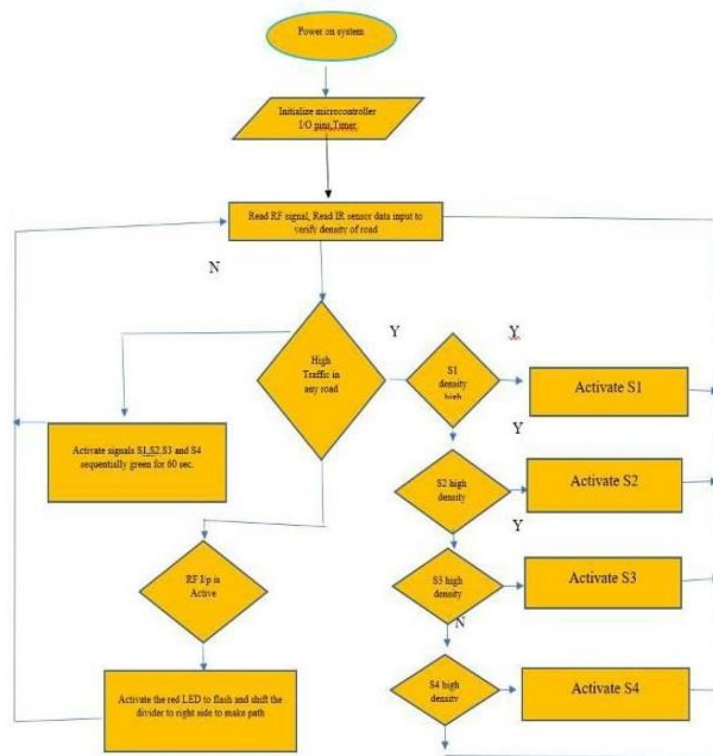 Power on system
Initialize microcontroller
I/O pins,Timer
Read RF signal, Read IR sensor data input to
verify density of road
N
High
Traffic in
any road
Y
Y
S1
density
high
Activate S1
Activate signals S1,S2,S3 and S4
sequentially green for 60 sec.
Y
S2 high
density
Activate S2
Y
RF I/p is
Active
S3 high
density
Activate S3
N
Activate the red LED to flash and shift the
divider to right side to make path
S4 high
density
Activate S4